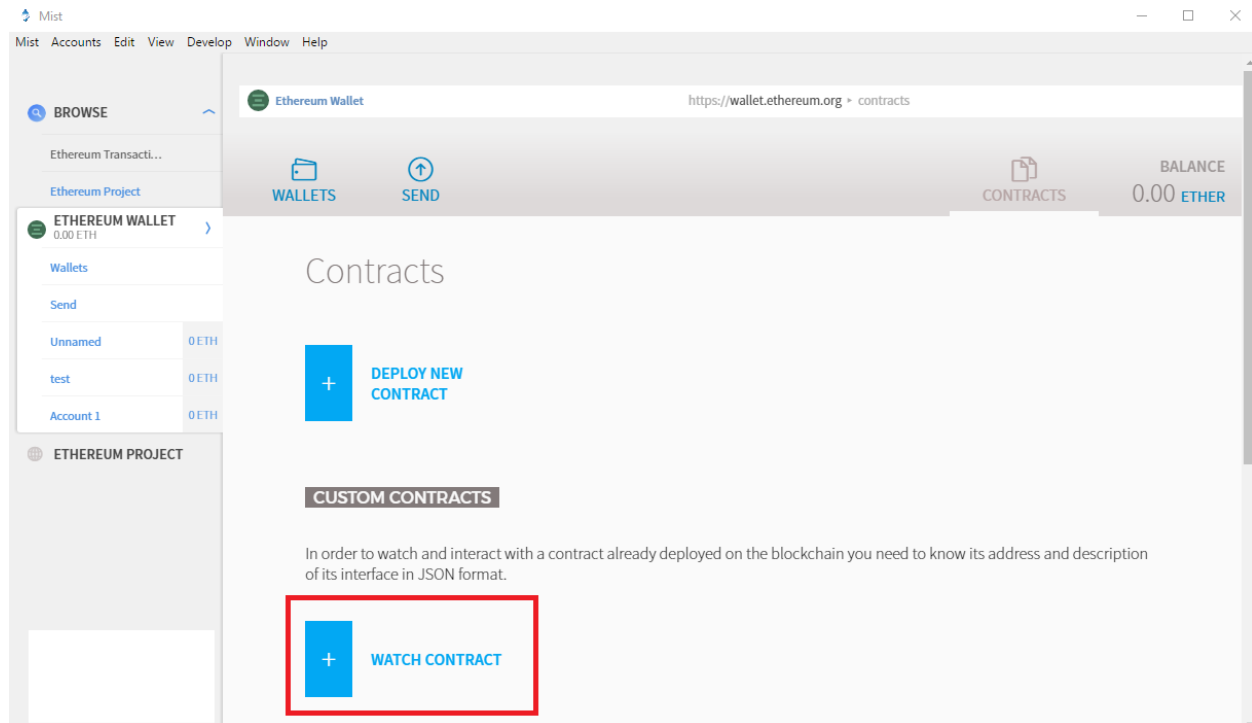 Mist
Mist Accounts Edit View Develop Window Help
BROWSE
Ethereum Transacti...
Ethereum Project
ETHEREUM WALLET
0.00 ETH
Wallets
Send
Unnamed 0 ETH
test 0 ETH
Account 1 0 ETH
ETHEREUM PROJECT
Ethereum Wallet https://wallet.ethereum.org ▸ contracts
WALLETS SEND CONTRACTS
BALANCE
0.00 ETHER
Contracts
+ DEPLOY NEW
CONTRACT
CUSTOM CONTRACTS
In order to watch and interact with a contract already deployed on the blockchain you need to know its address and description
of its interface in JSON format.
+ WATCH CONTRACT